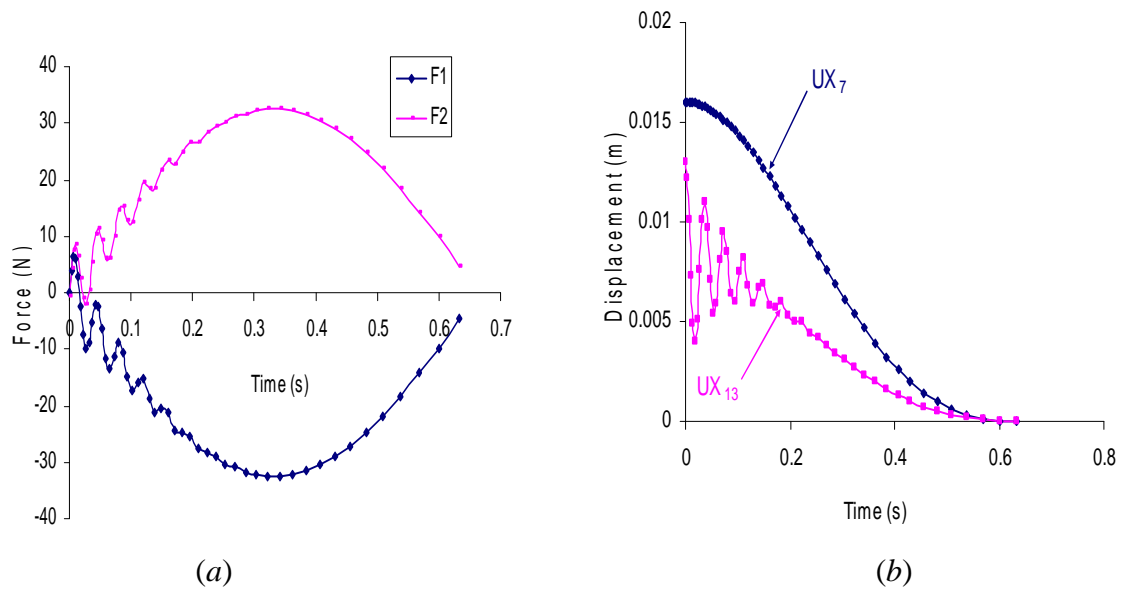 40
30
20
10
0
-10
-20
-30
-40
Force (N)
0 0.1 0.2 0.3 0.4 0.5 0.6 0.7
Time (s)
F1
F2
(a)
0.02
0.015
0.01
0.005
0
Displacement (m)
0 0.2 0.4 0.6 0.8
Time (s)
UX7
UX13
(b)